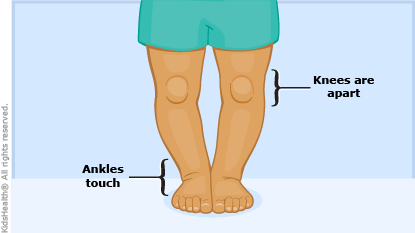 Knees are
apart
Ankles
touch
KidsHealth® All rights reserved.